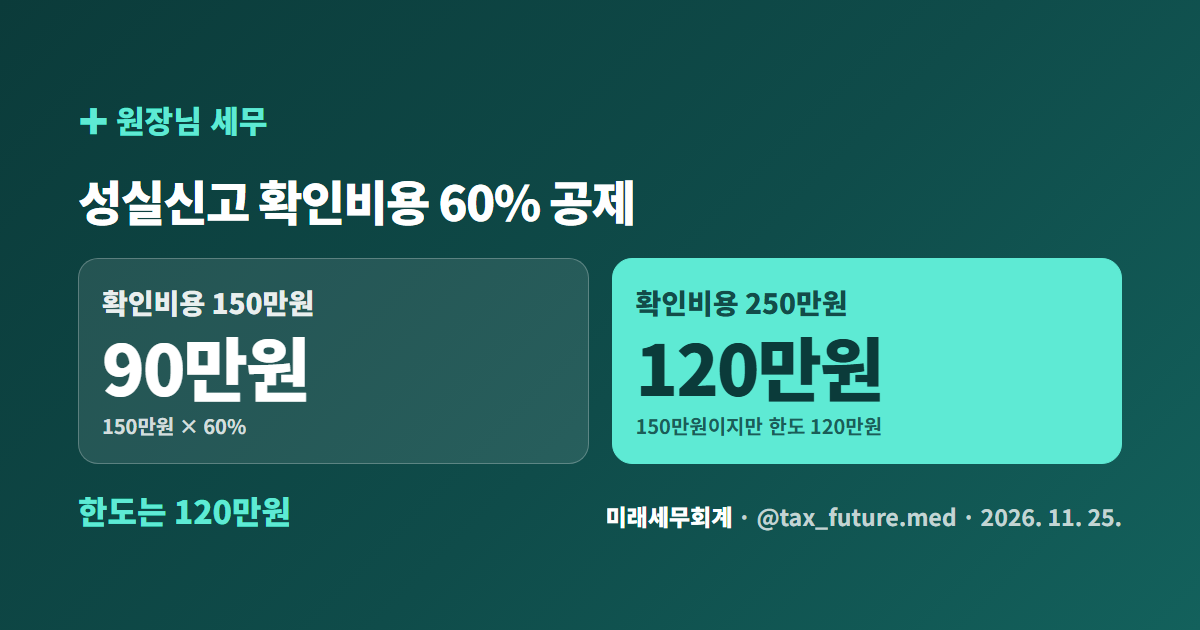 ✚ 원장님 세무
성실신고 확인비용 60% 공제
확인비용 150만원
90만원
150만원 × 60%
확인비용 250만원
120만원
150만원이지만 한도 120만원
한도는 120만원
미래세무회계 · @tax_future.med · 2026. 11. 25.